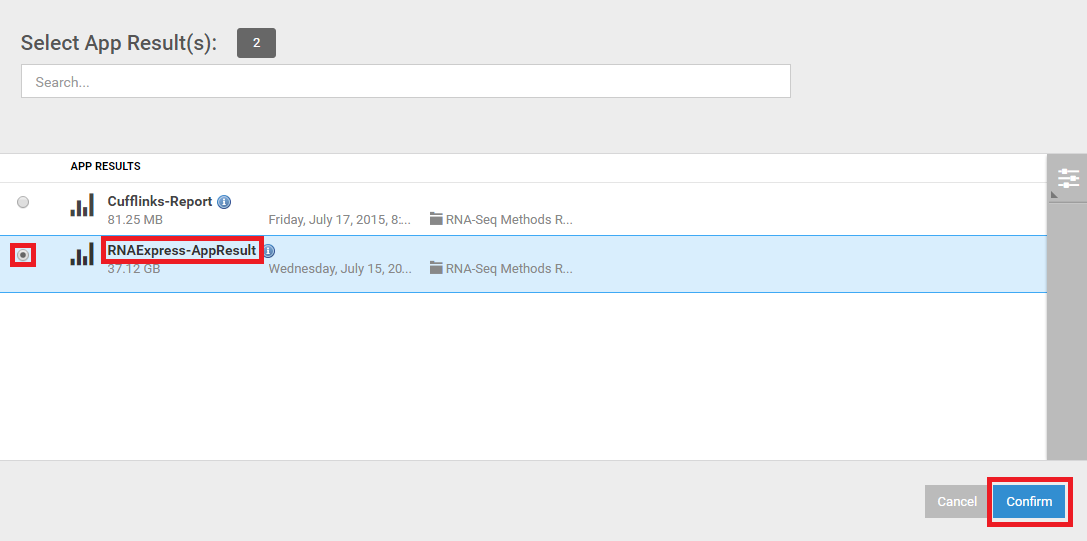 Select App Result(s): 2
Search...
APP RESULTS
Cufflinks-Report
81.25 MB Friday, July 17, 2015, 8:... RNA-Seq Methods R...
RNAExpress-AppResult
37.12 GB Wednesday, July 15, 20... RNA-Seq Methods R...
Cancel Confirm